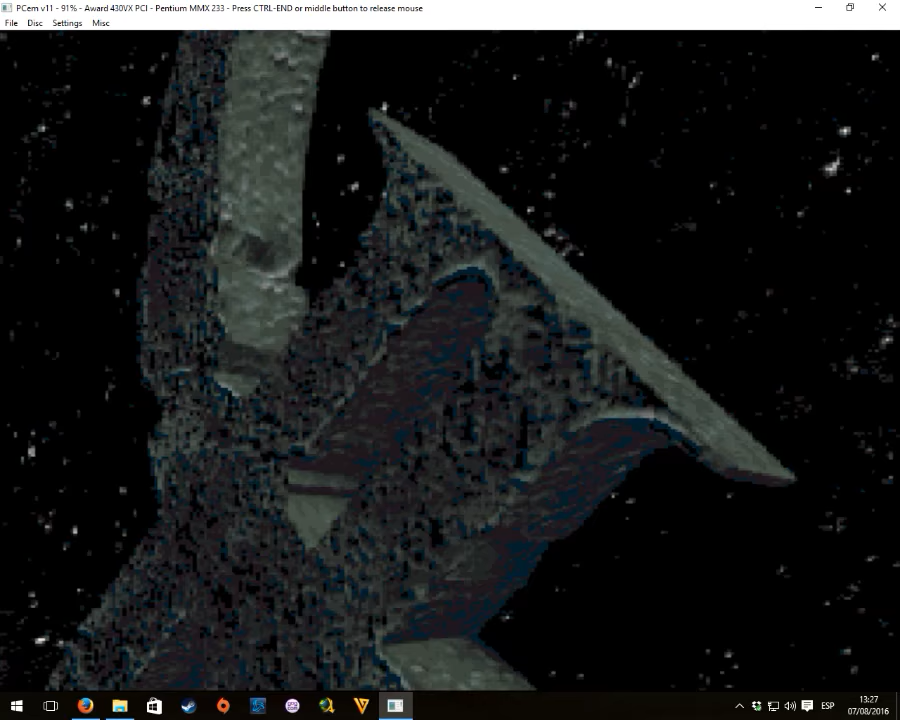 PCem v11 - 91% - Award 430VX PCI - Pentium MMX 233 - Press CTRL-END or middle button to release mouse
File Disc Settings Misc
ESP
13:27
07/08/2016